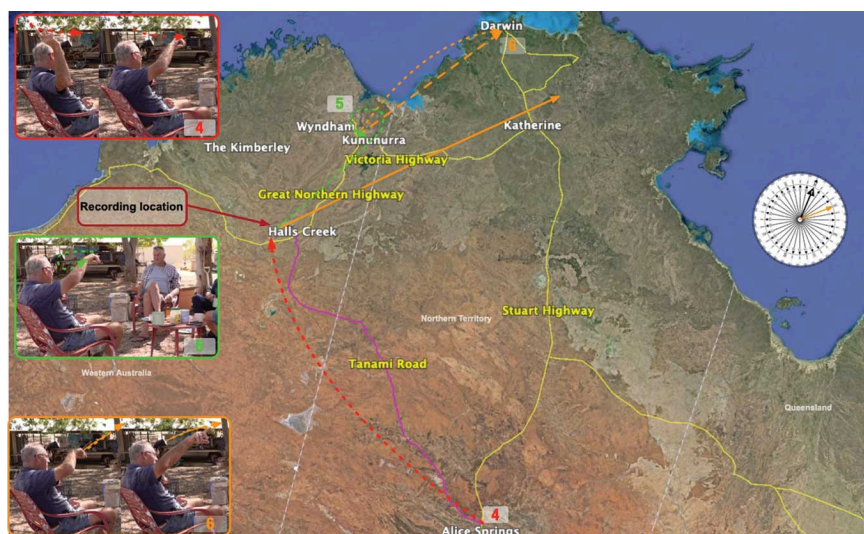 Darwin
6
4
5
Wyndham
Kununurra
Katherine
The Kimberley
Victoria Highway
Great Northern Highway
Recording location
Halls Creek
Northern Territory
Stuart Highway
Tanami Road
Western Australia
Queensland
6
4
Alice Springs